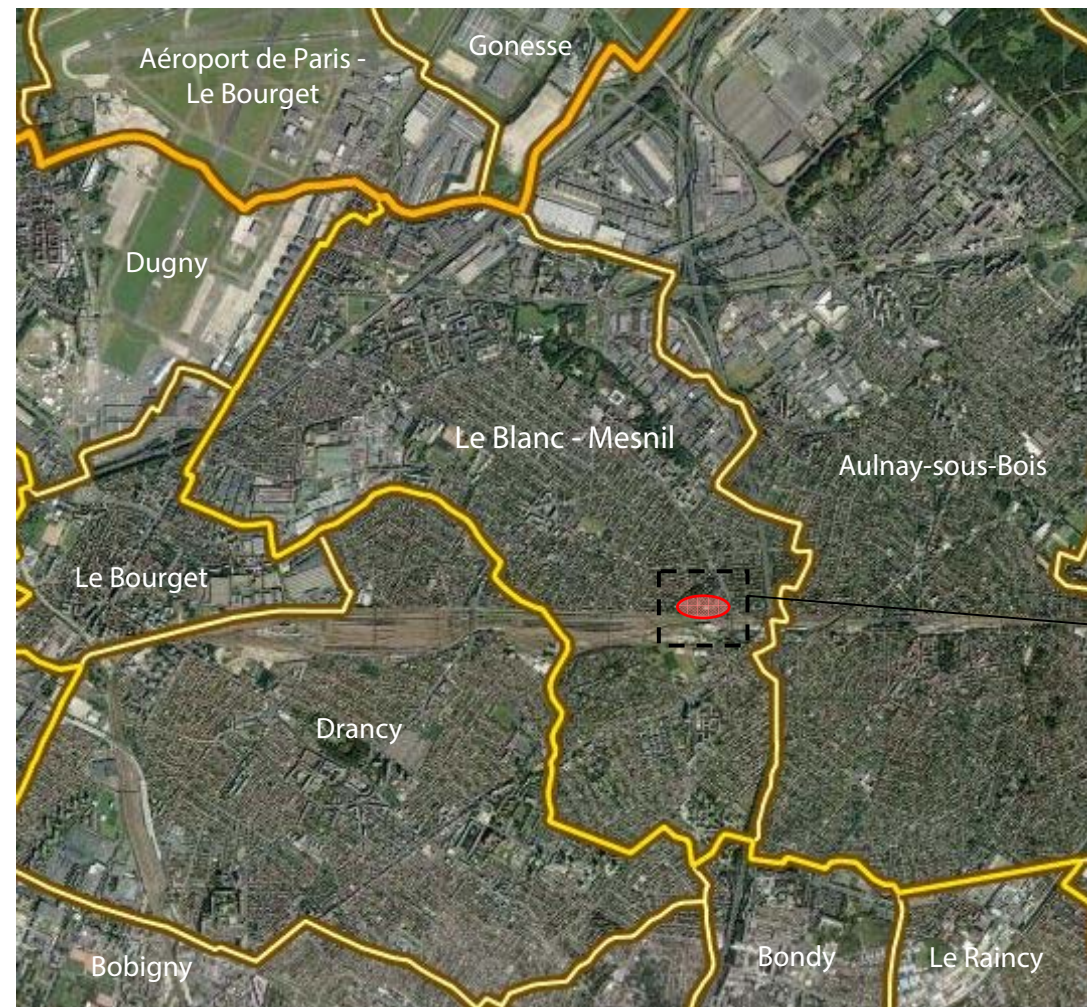 Gonesse
Aéroport de Paris -
Le Bourget
Dugny
Le Blanc - Mesnil
Aulnay-sous-Bois
Le Bourget
Drancy
Bobigny
Bondy
Le Raincy